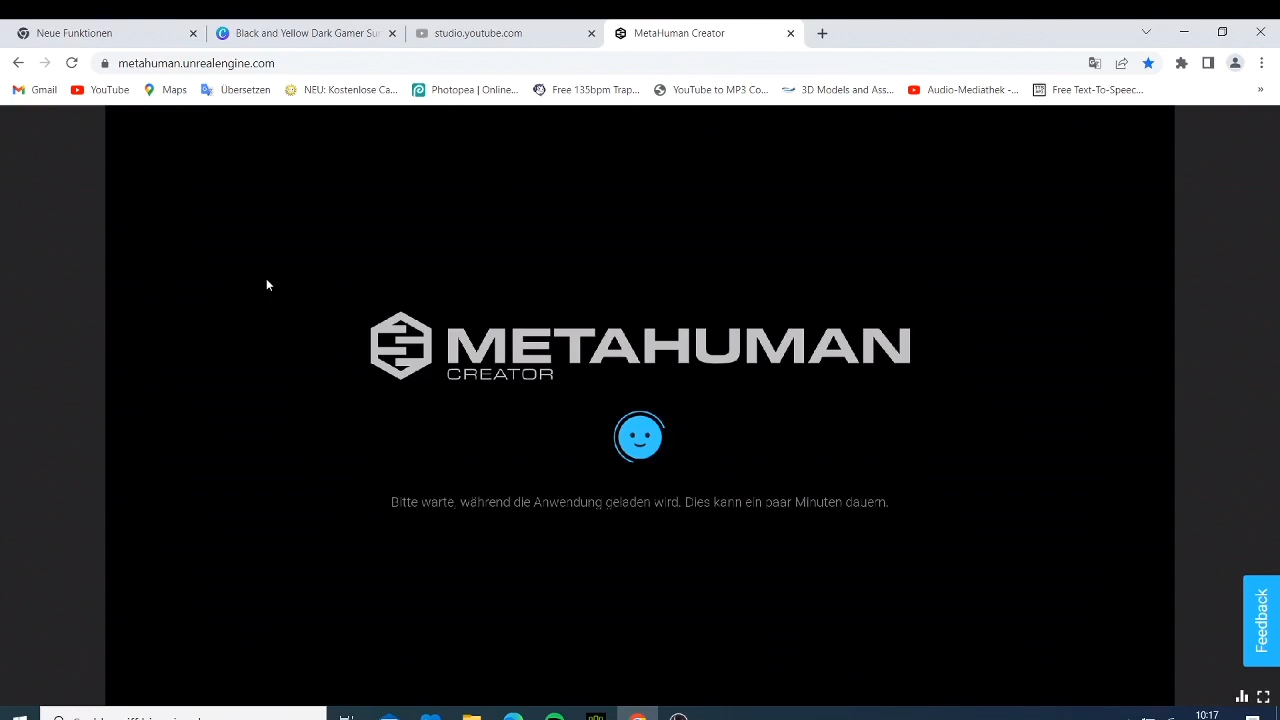 Neue Funktionen
Black and Yellow Dark Gamer Su
studio.youtube.com
MetaHuman Creator
metahuman.unrealengine.com
Gmail
YouTube
Maps
Übersetzen
NEU: Kostenlose Ca...
Photopea | Online...
Free 135bpm Trap...
YouTube to MP3 Co...
3D Models and Ass...
Audio-Mediathek -...
Free Text-To-Speec...
»
METAHUMAN
CREATOR
Bitte warte, während die Anwendung geladen wird. Dies kann ein paar Minuten dauern.
Feedback
10:17